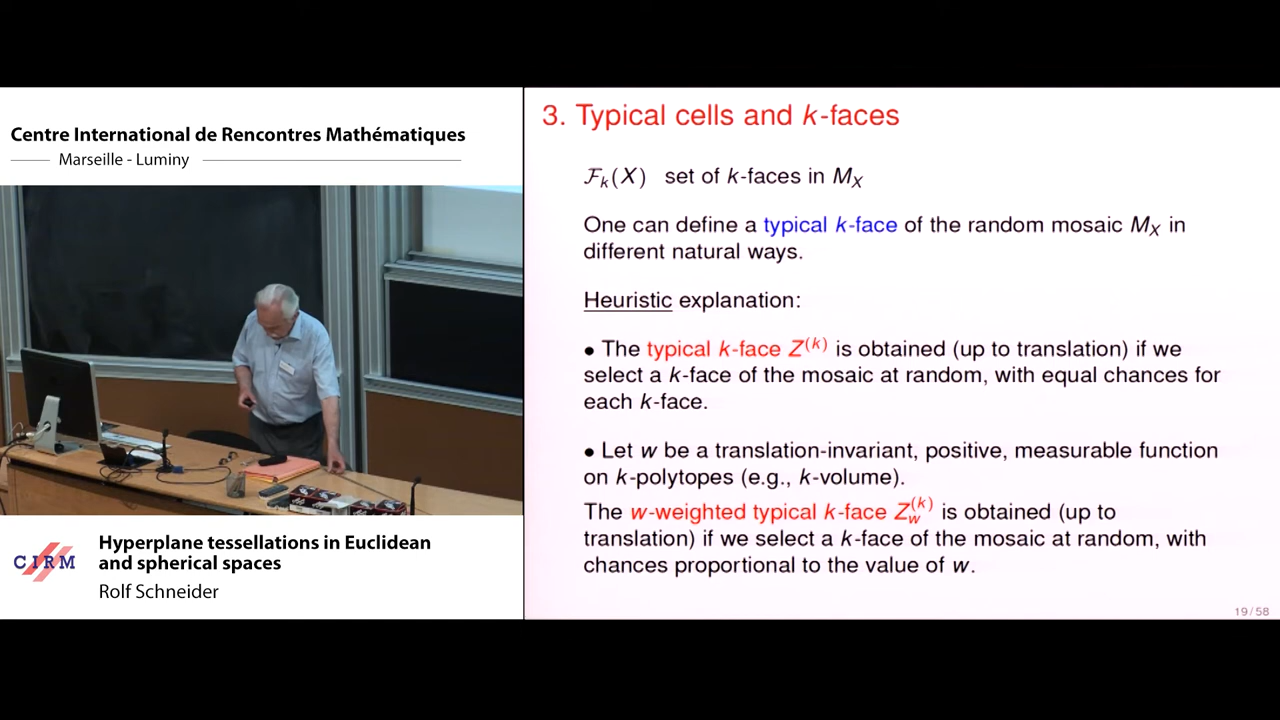 Centre International de Rencontres Mathématiques
Marseille - Luminy
CIRM
Hyperplane tessellations in Euclidean
and spherical spaces
Rolf Schneider
3. Typical cells and k-faces
𝓕ₖ(X) set of k-faces in M_X
One can define a typical k-face of the random mosaic M_X in
different natural ways.
Heuristic explanation:
• The typical k-face Z^(k) is obtained (up to translation) if we
select a k-face of the mosaic at random, with equal chances for
each k-face.
• Let w be a translation-invariant, positive, measurable function
on k-polytopes (e.g., k-volume).
The w-weighted typical k-face Z_w^(k) is obtained (up to
translation) if we select a k-face of the mosaic at random, with
chances proportional to the value of w.
19/58